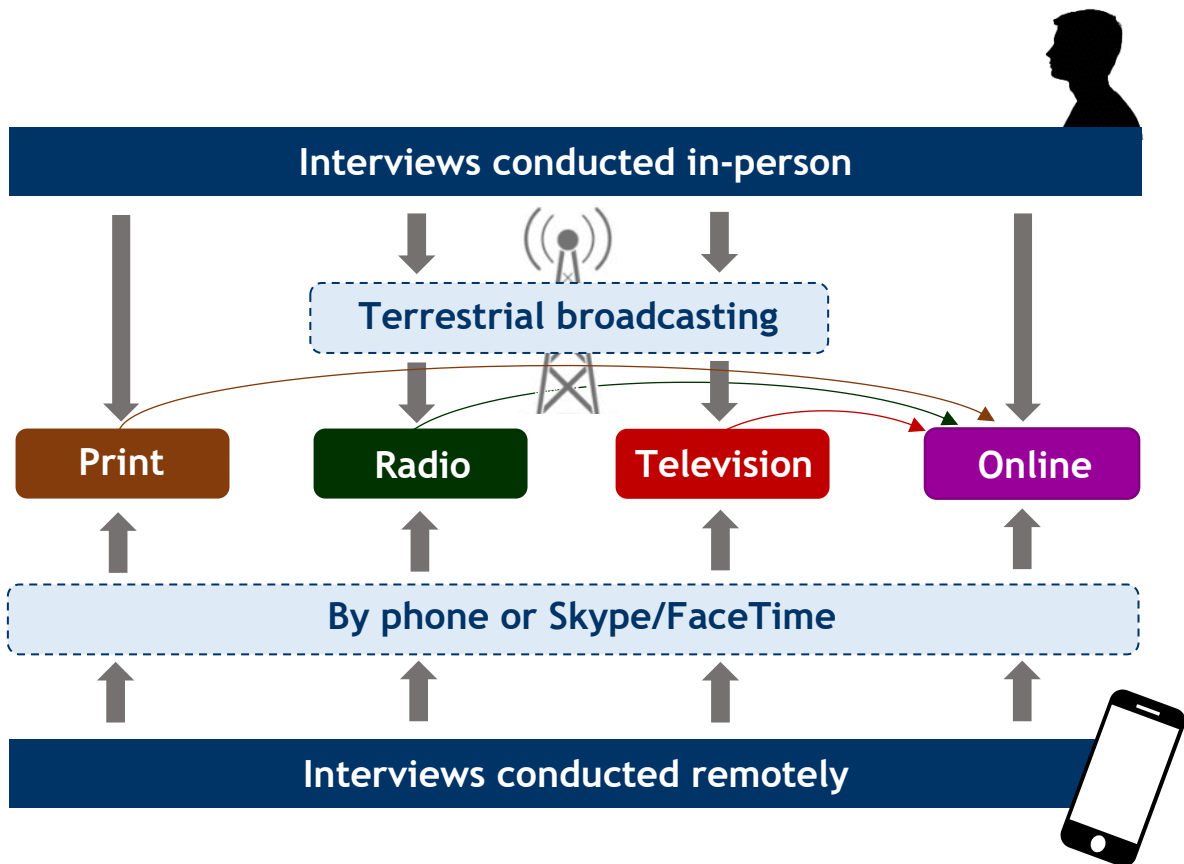 Interviews conducted in-person
Terrestrial broadcasting
Print
Radio
Television
Online
By phone or Skype/FaceTime
Interviews conducted remotely